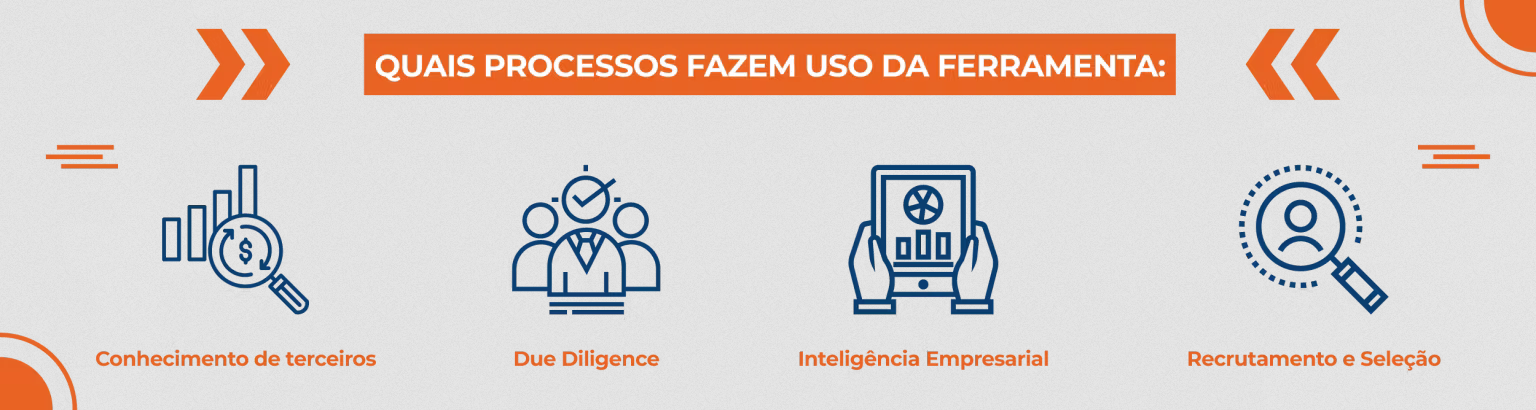 QUAIS PROCESSOS FAZEM USO DA FERRAMENTA:
$
Conhecimento de terceiros
Due Diligence
Inteligência Empresarial
Recrutamento e Seleção